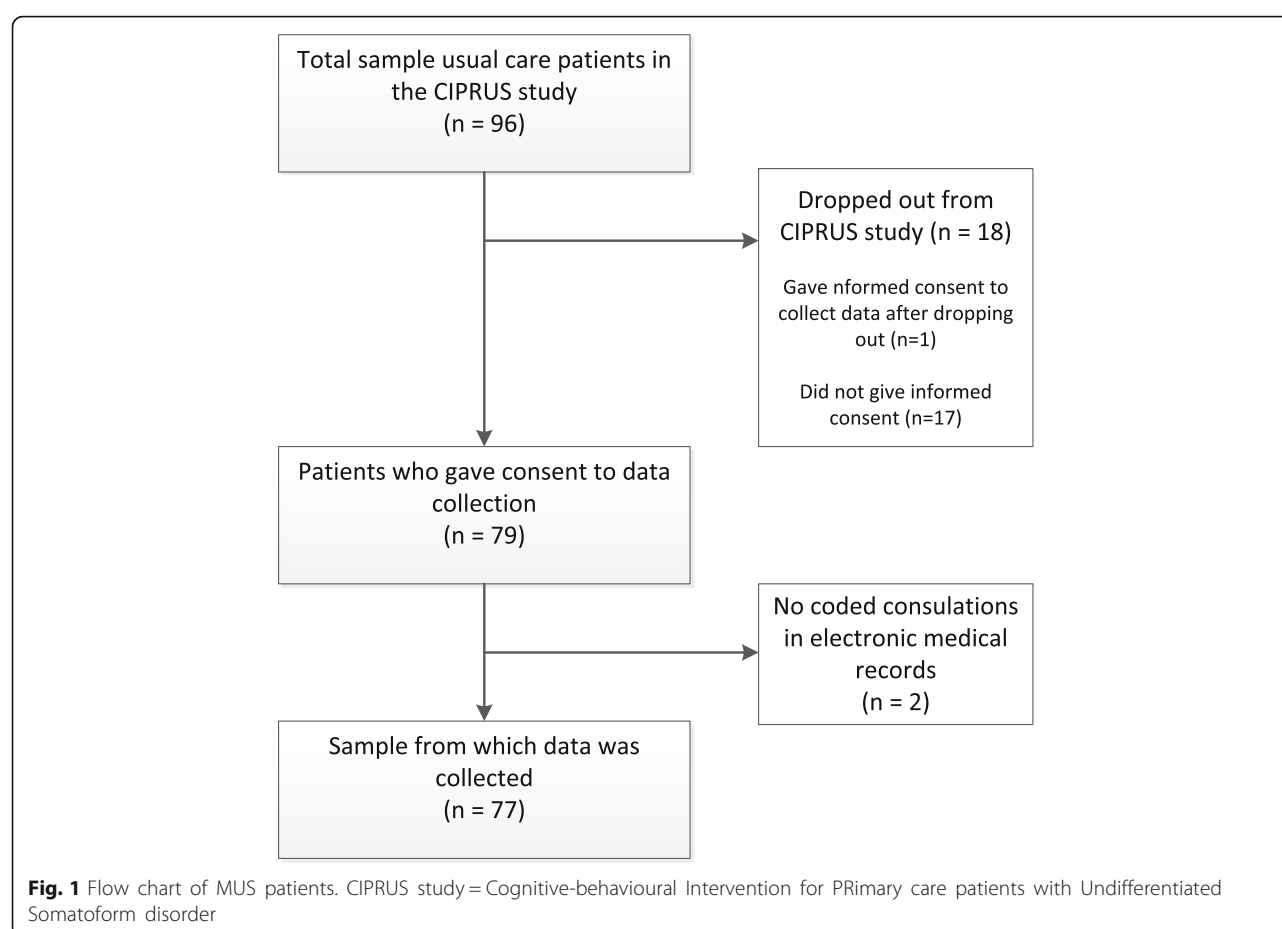 Total sample usual care patients in
the CIPRUS study
(n = 96)
Dropped out from
CIPRUS study (n = 18)
Gave nformed consent to
collect data after dropping
out (n=1)
Did not give informed
consent (n=17)
Patients who gave consent to data
collection
(n = 79)
No coded consulations
in electronic medical
records
(n = 2)
Sample from which data was
collected
(n = 77)
Fig. 1 Flow chart of MUS patients. CIPRUS study = Cognitive-behavioural Intervention for PRimary care patients with Undifferentiated
Somatoform disorder